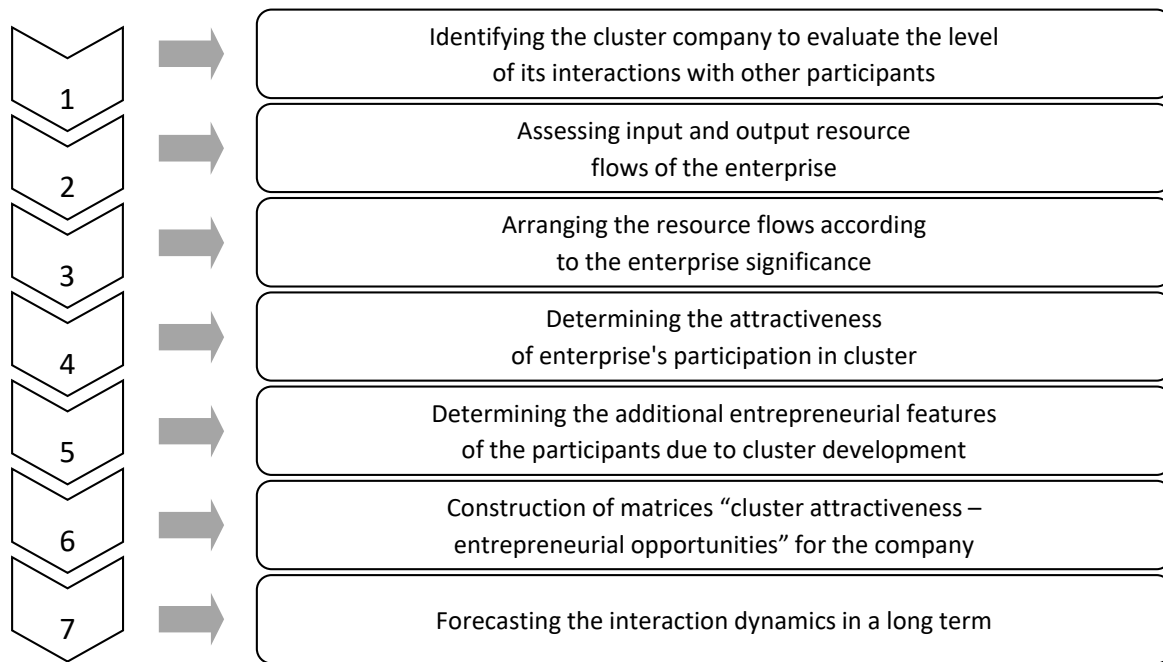 1
Identifying the cluster company to evaluate the level
of its interactions with other participants
2
Assessing input and output resource
flows of the enterprise
3
Arranging the resource flows according
to the enterprise significance
4
Determining the attractiveness
of enterprise's participation in cluster
5
Determining the additional entrepreneurial features
of the participants due to cluster development
6
Construction of matrices “cluster attractiveness –
entrepreneurial opportunities” for the company
7
Forecasting the interaction dynamics in a long term